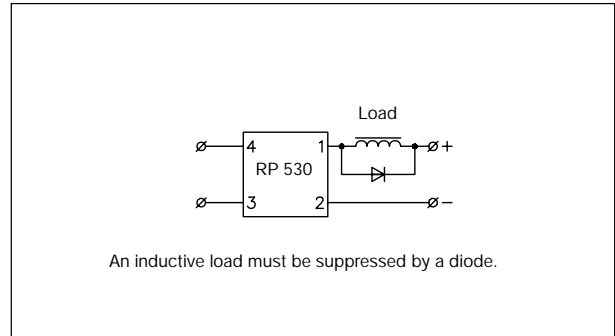 Load
4 1 +
RP 530
3 2 −
An inductive load must be suppressed by a diode.